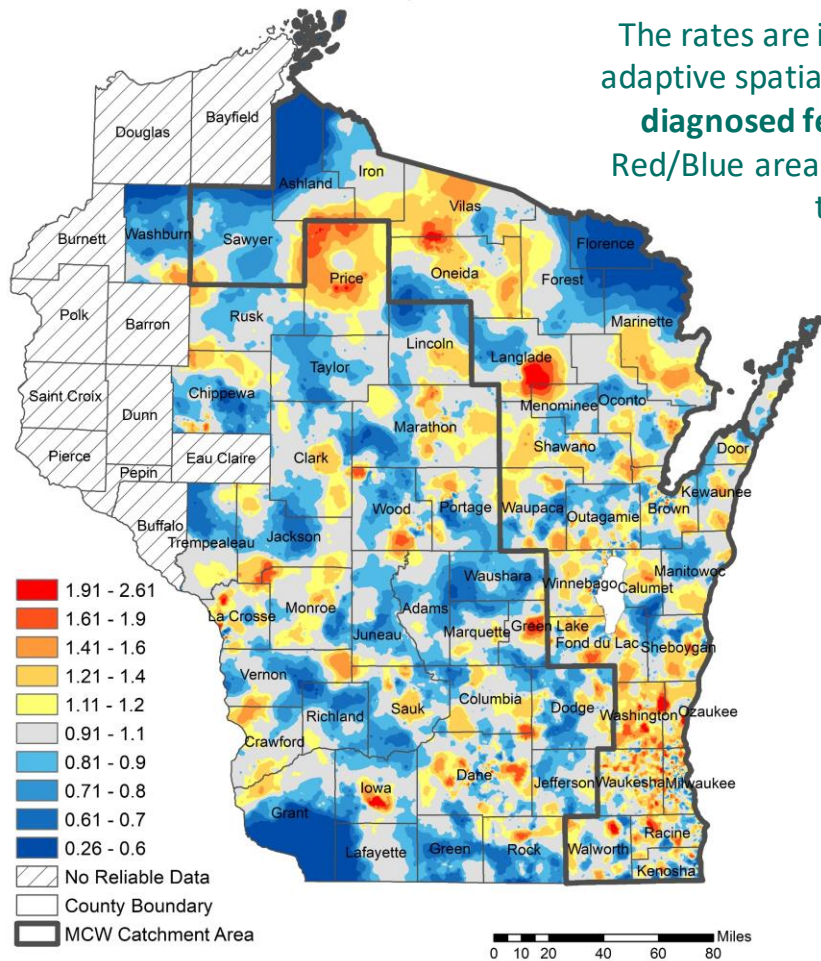 The rates are i
adaptive spatia
diagnosed fe
Red/Blue area
t
Douglas
Bayfield
Ashland
Iron
Vilas
Burnett
Washburn
Sawyer
Florence
Price
Oneida
Forest
Polk
Barron
Rusk
Marinette
Lincoln
Langlade
Taylor
Saint Croix
Chippewa
Menominee
Oconto
Dunn
Marathon
Shawano
Pierce
Eau Claire
Clark
Door
Pepin
Kewaunee
Buffalo
Wood
Portage
Waupaca
Outagamie
Brown
Trempealeau
Jackson
Waushara
Winnebago
Calumet
Manitowoc
La Crosse
Monroe
Adams
Juneau
Marquette
Green Lake
Fond du Lac
Sheboygan
Vernon
Columbia
Dodge
Richland
Sauk
Washington
Ozaukee
Crawford
Iowa
Dane
Jefferson
Waukesha
Milwaukee
Grant
Lafayette
Green
Rock
Walworth
Racine
Kenosha
1.91 - 2.61
1.61 - 1.9
1.41 - 1.6
1.21 - 1.4
1.11 - 1.2
0.91 - 1.1
0.81 - 0.9
0.71 - 0.8
0.61 - 0.7
0.26 - 0.6
No Reliable Data
County Boundary
MCW Catchment Area
Miles
0 10 20 40 60 80